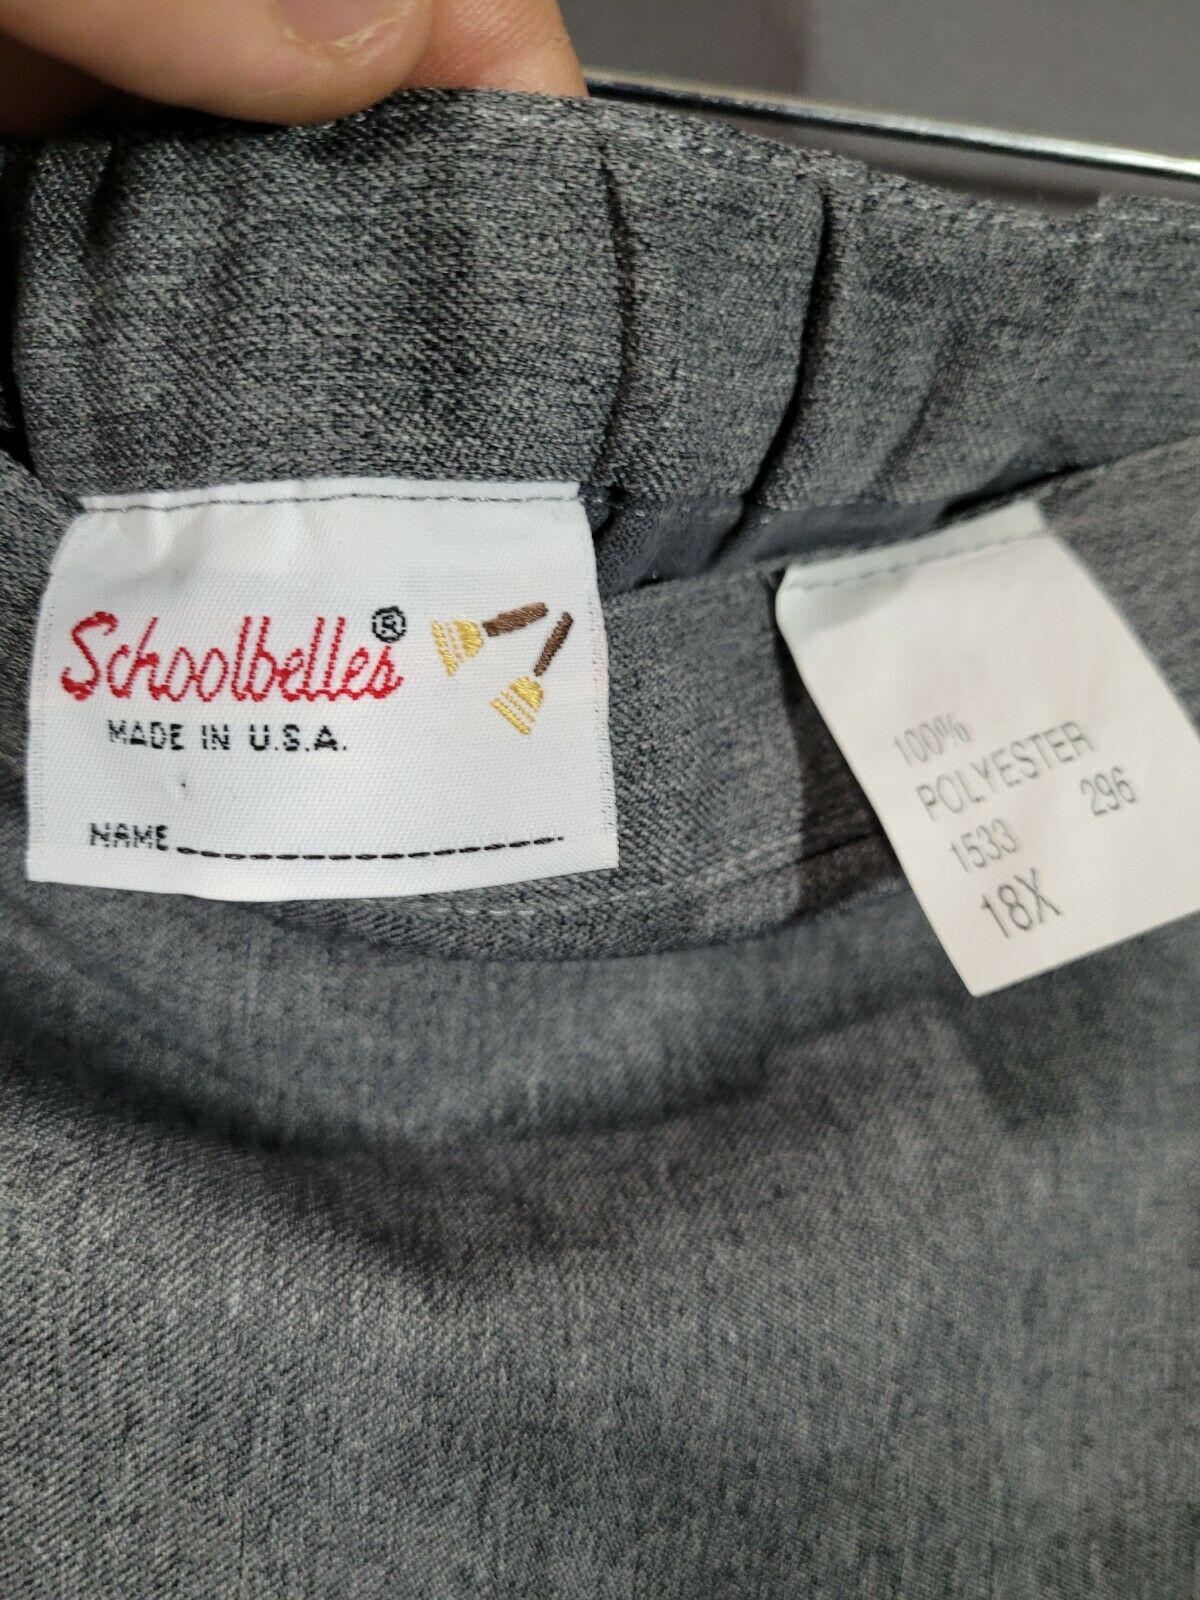 Schoolbelles®
MADE IN U.S.A.
NAME
100%
POLYESTER
1533 296
18X